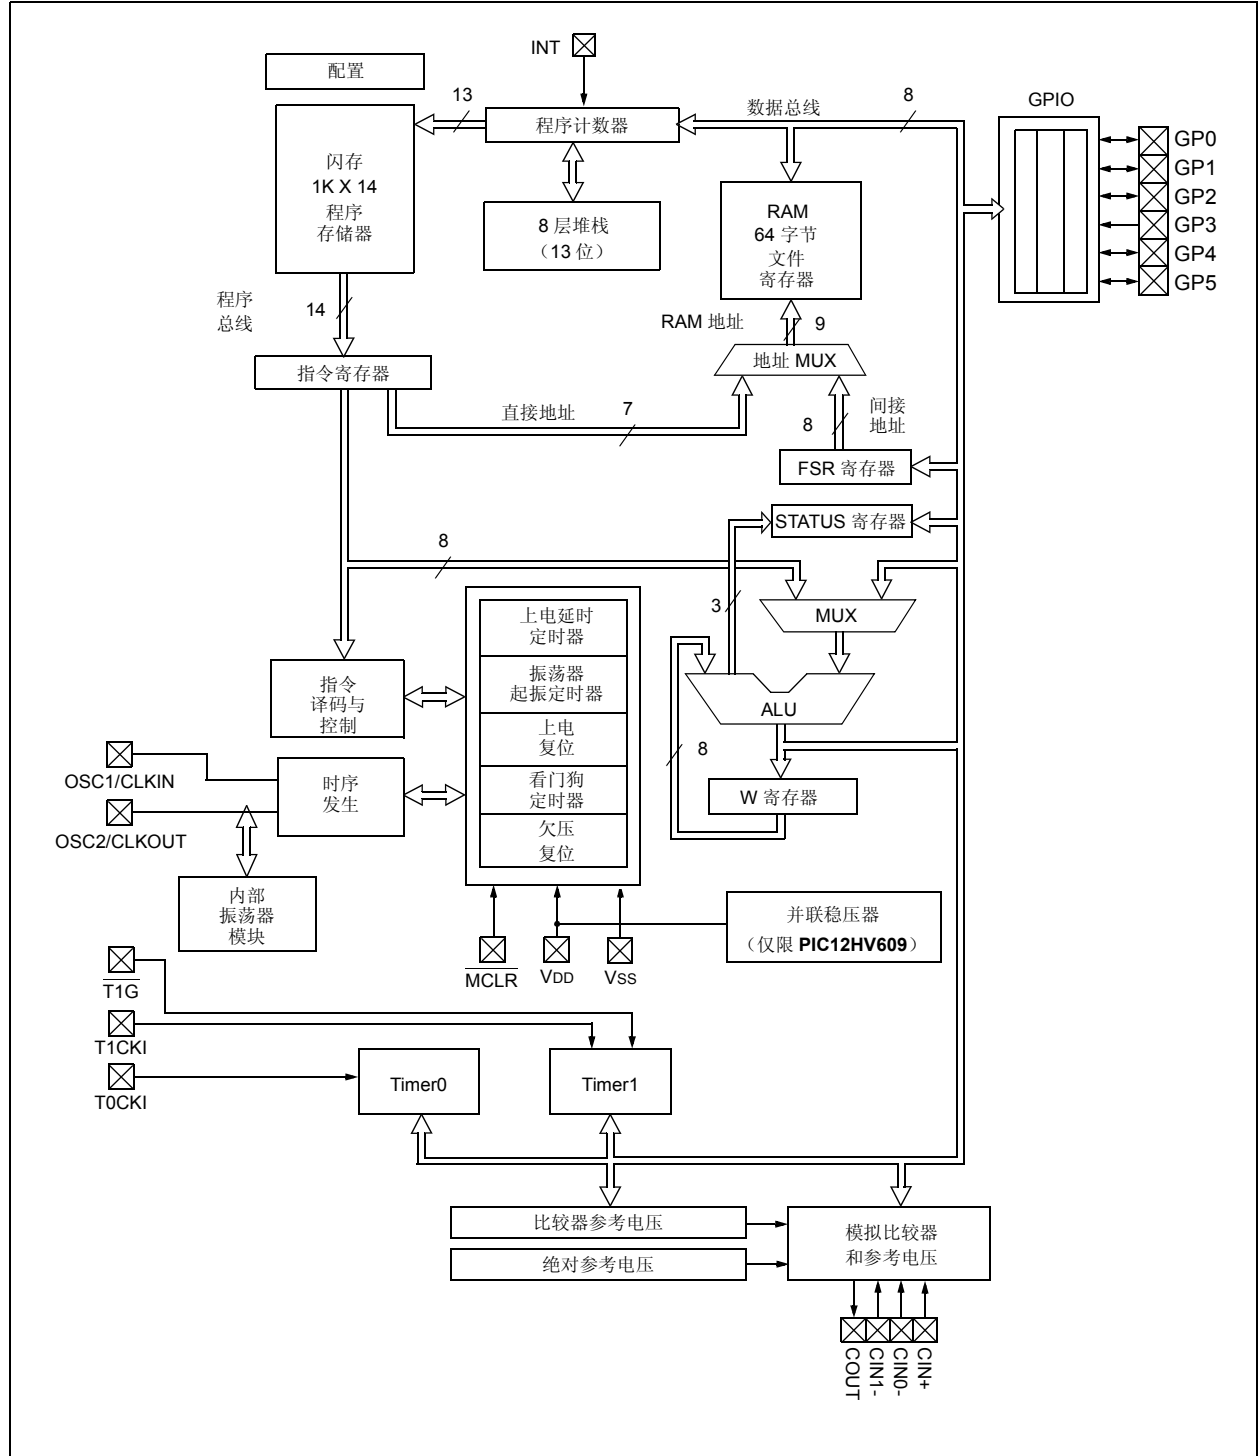 INT
配置
13
程序计数器
数据总线
8
GPIO
闪存
1K X 14
程序
存储器
8 层堆栈
（13 位）
RAM
64 字节
文件
寄存器
GP0
GP1
GP2
GP3
GP4
GP5
程序
总线
14
RAM 地址
9
指令寄存器
地址 MUX
直接地址
7
8
间接
地址
FSR 寄存器
STATUS 寄存器
8
3
MUX
上电延时
定时器
振荡器
起振定时器
上电
复位
看门狗
定时器
欠压
复位
指令
译码与
控制
ALU
8
W 寄存器
OSC1/CLKIN
OSC2/CLKOUT
时序
发生
内部
振荡器
模块
并联稳压器
（仅限 PIC12HV609）
MCLR
VDD
VSS
T1G
T1CKI
T0CKI
Timer0
Timer1
比较器参考电压
绝对参考电压
模拟比较器
和参考电压
COUT
CIN1-
CIN0-
CIN+